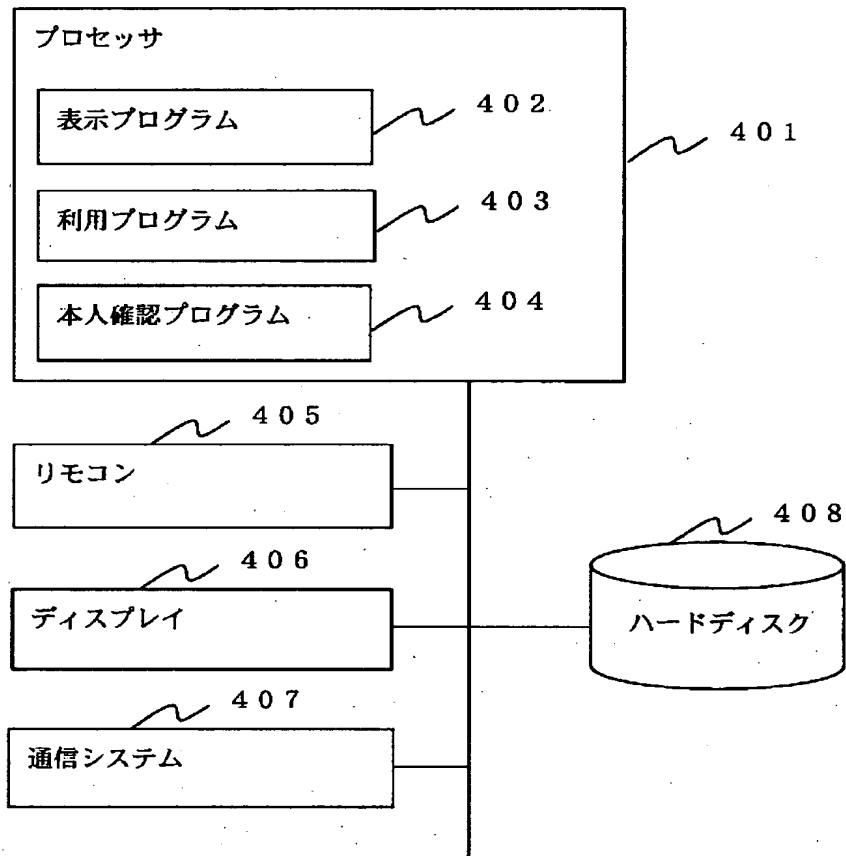 プロセッサ
表示プログラム
４０２
４０１
利用プログラム
４０３
本人確認プログラム
４０４
４０５
リモコン
４０８
４０６
ディスプレイ
ハードディスク
４０７
通信システム